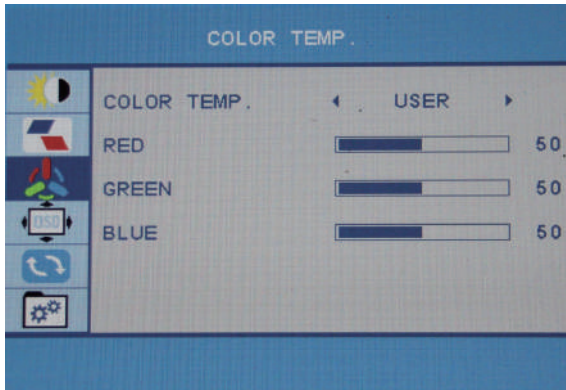 COLOR TEMP.
COLOR TEMP. USER
RED 50
GREEN 50
OSD
BLUE 50